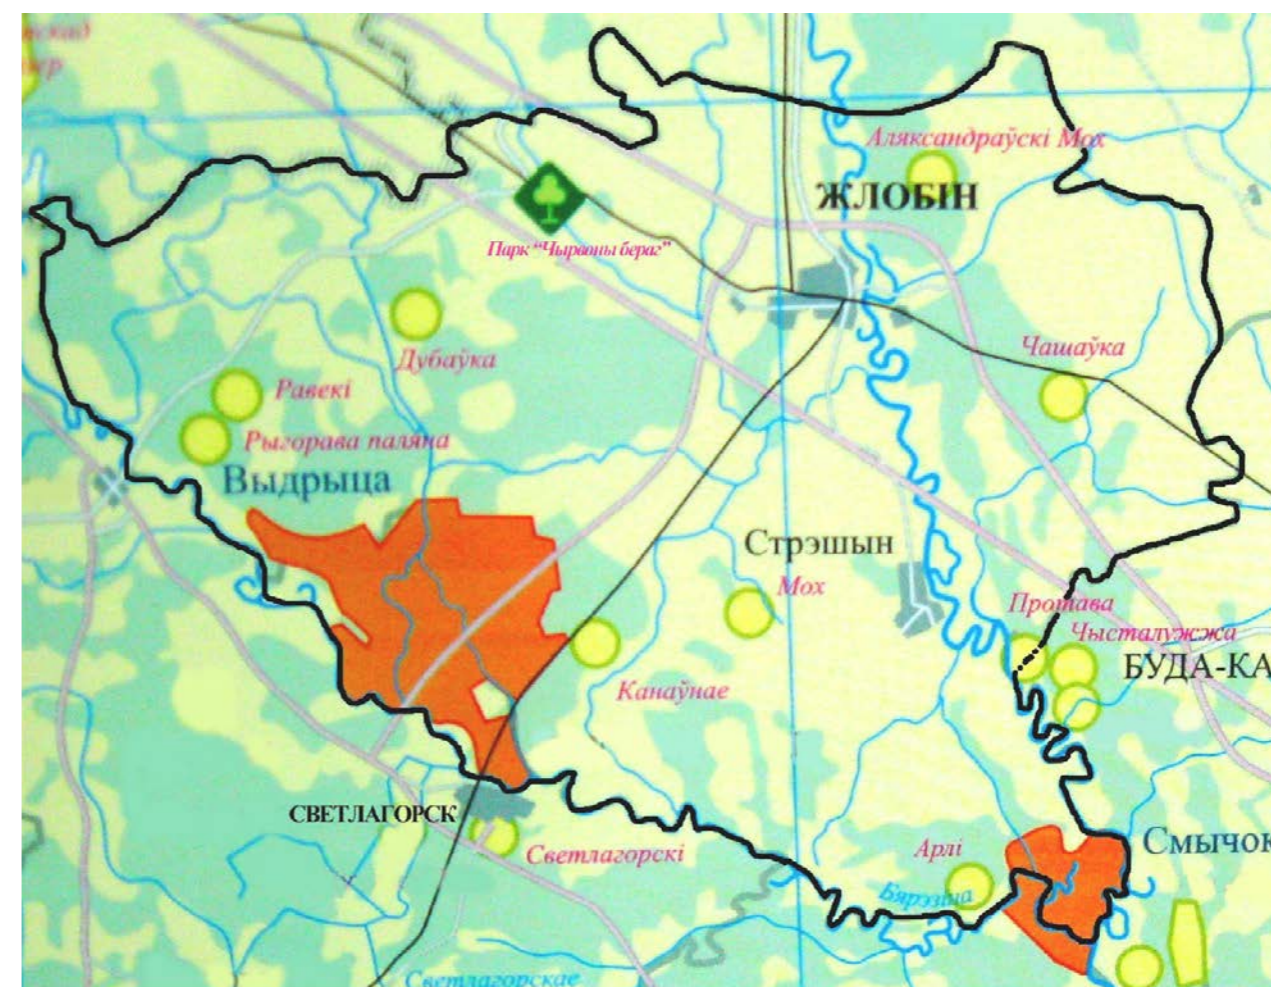 Аляксандраўскі Мох
ЖЛОБІН
Парк “Чырвоны бераг”
Дубаўка
Чашаўка
Равекі
Рыгорава паляна
Выдрыца
Стрэшын
Мох
Протава
Чысталужжа
БУДА-КА
Канаўнае
СВЕТЛАГОРСК
Светлагорскі
Арлі
Смычок
Бярэзіна
Светлагорскае